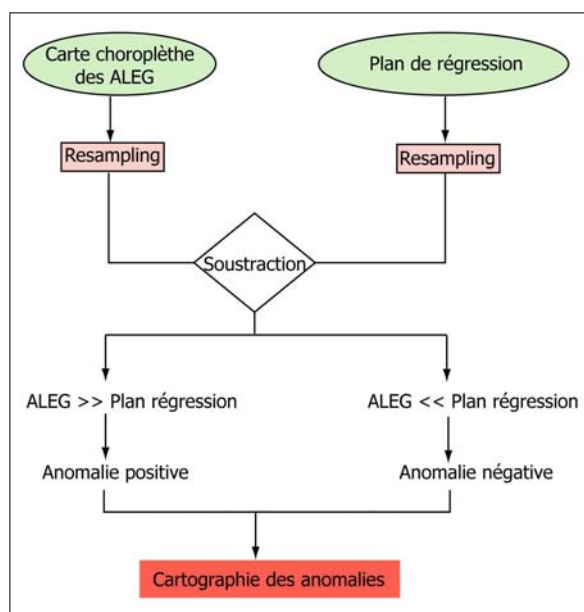 Carte choroplèthe
des ALEG
Plan de régression
Resampling
Resampling
Soustraction
ALEG >> Plan régression
ALEG << Plan régression
Anomalie positive
Anomalie négative
Cartographie des anomalies